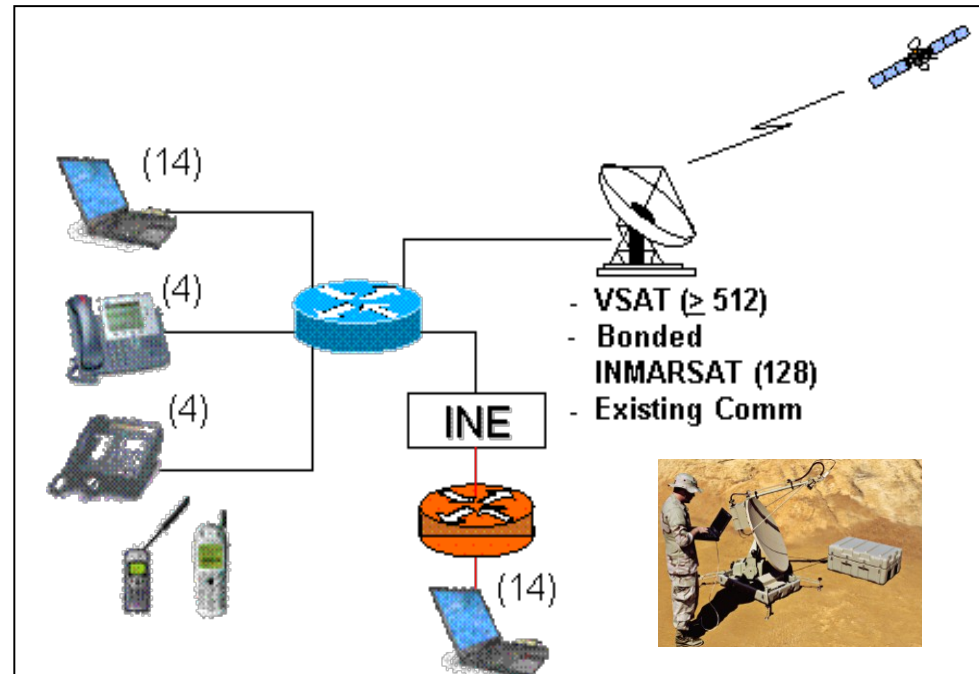 (14)
(4)
(4)
- VSAT (≥ 512)
- Bonded
INMARSAT (128)
- Existing Comm
INE
(14)